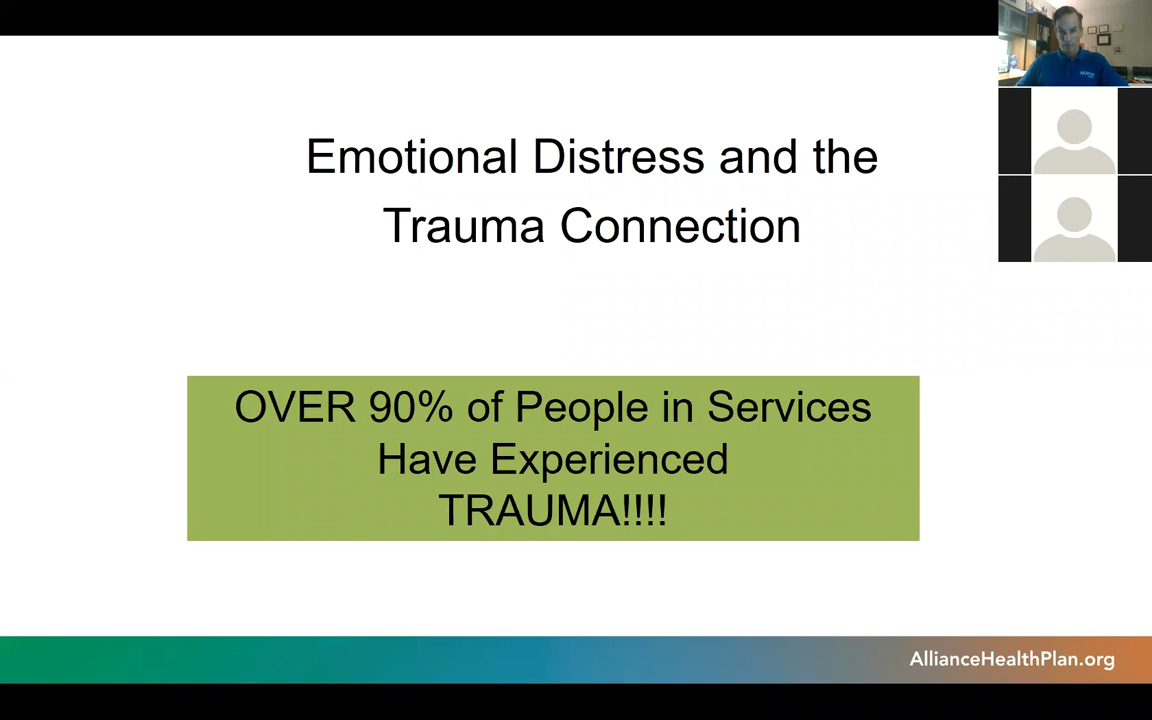 Emotional Distress and the
Trauma Connection
OVER 90% of People in Services
Have Experienced
TRAUMA!!!!
AllianceHealthPlan.org